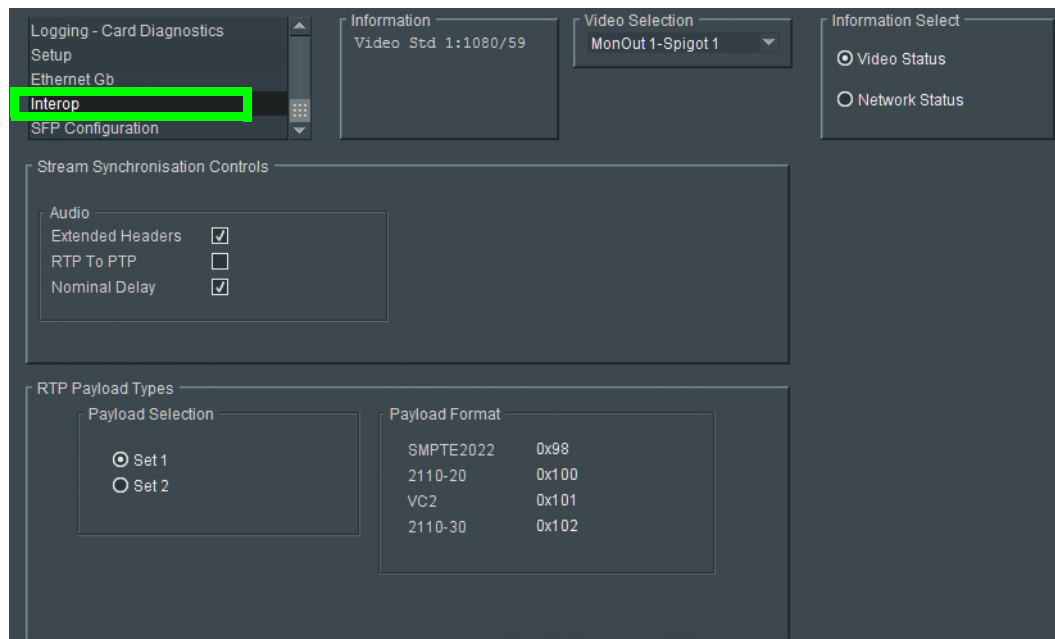 Logging - Card Diagnostics
Setup
Ethernet Gb
Interop
SFP Configuration
Information
Video Std 1:1080/59
Video Selection
MonOut 1-Spigot 1
Information Select
Video Status
Network Status
Stream Synchronisation Controls
Audio
Extended Headers
RTP To PTP
Nominal Delay
RTP Payload Types
Payload Selection
Set 1
Set 2
Payload Format
SMPTE2022 0x98
2110-20 0x100
VC2 0x101
2110-30 0x102